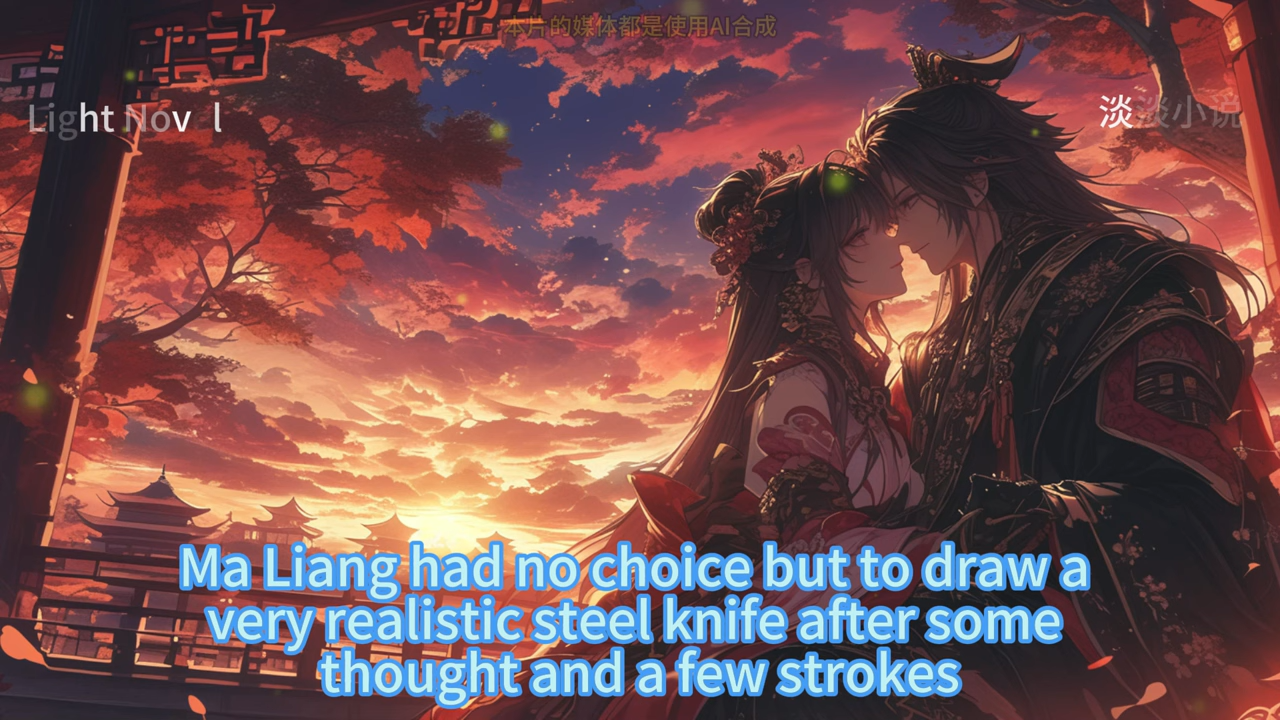 本片的媒体都是使用AI合成
Light Nov l
淡淡小说
Ma Liang had no choice but to draw a
very realistic steel knife after some
thought and a few strokes